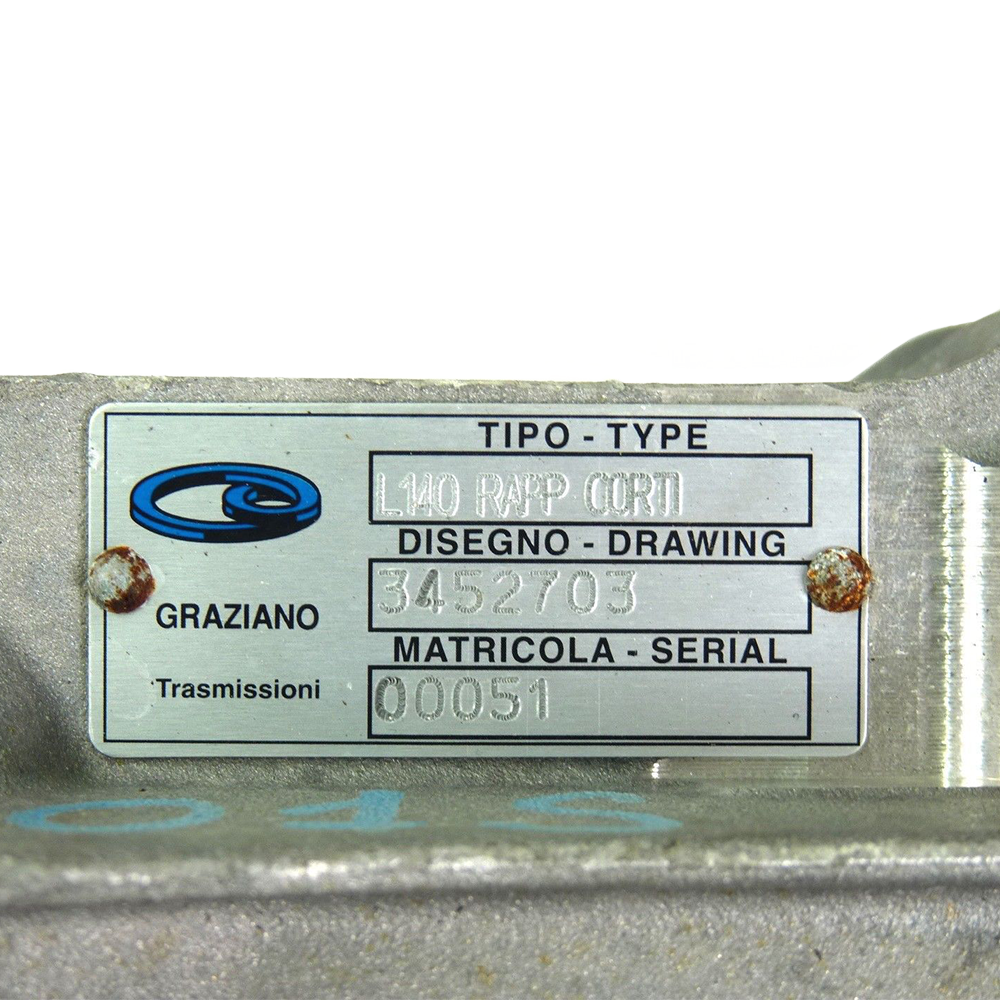 TIPO - TYPE
L140 RAPP CORTI
DISEGNO - DRAWING
3452703
GRAZIANO
MATRICOLA - SERIAL
Trasmissioni
00051